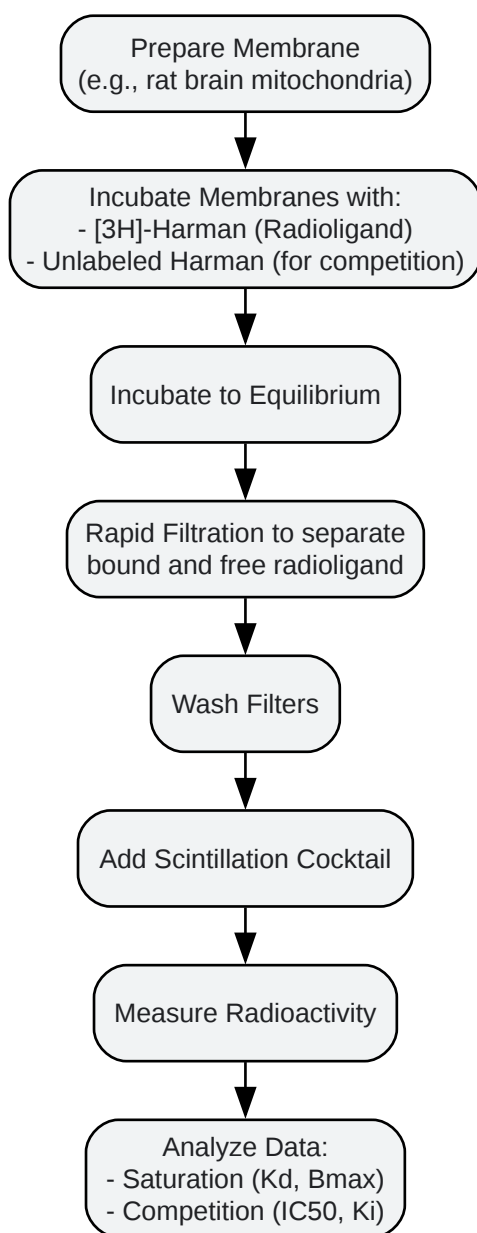 Prepare Membrane
(e.g., rat brain mitochondria)
Incubate Membranes with:
- [3H]-Harman (Radioligand)
- Unlabeled Harman (for competition)
Incubate to Equilibrium
Rapid Filtration to separate
bound and free radioligand
Wash Filters
Add Scintillation Cocktail
Measure Radioactivity
Analyze Data:
- Saturation (Kd, Bmax)
- Competition (IC50, Ki)